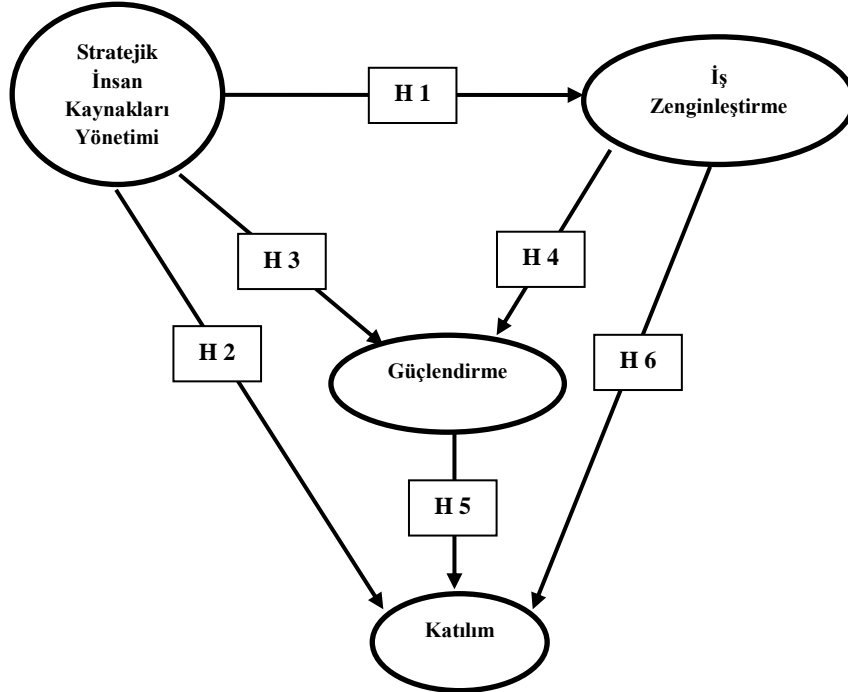 Stratejik
İnsan
Kaynakları
Yönetimi
H 1
İş
Zenginleştirme
H 3
H 4
H 2
Güçlendirme
H 6
H 5
Katılım